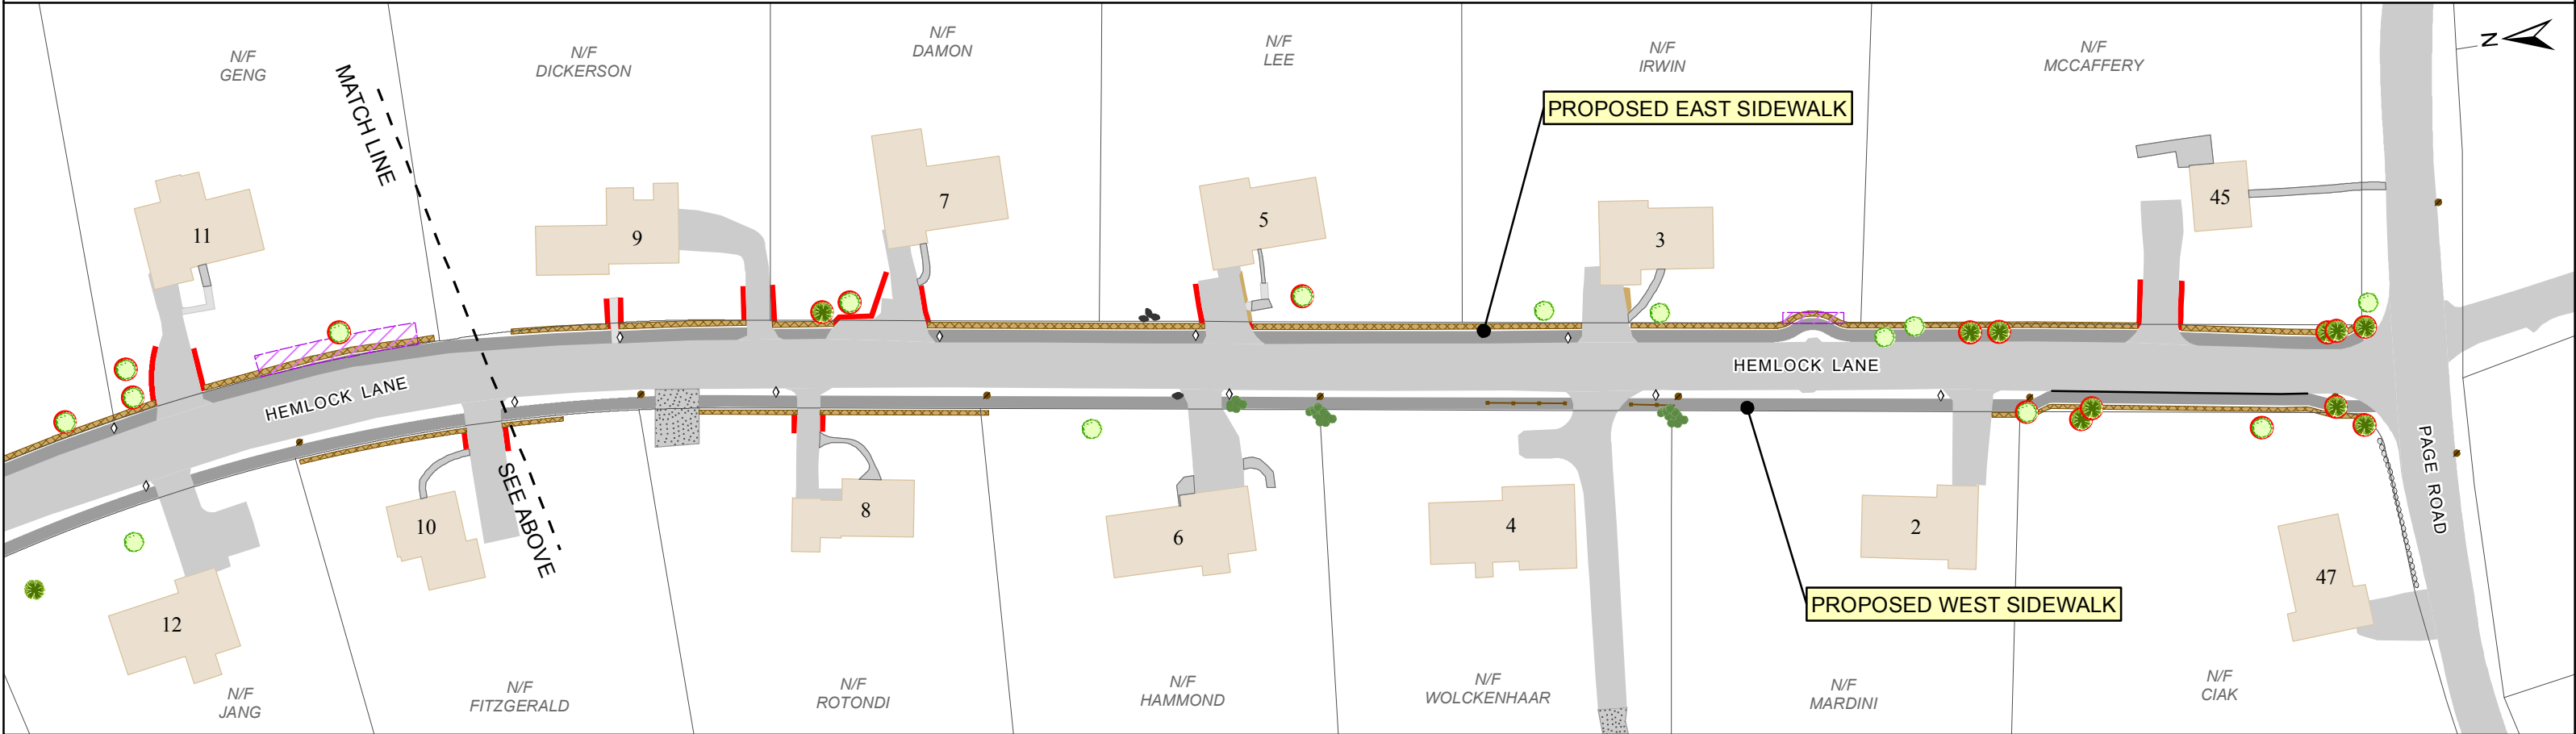 N/F
GENG
N/F
DICKERSON
N/F
DAMON
N/F
LEE
N/F
IRWIN
N/F
MCCAFFERY
N
MATCH LINE
PROPOSED EAST SIDEWALK
11
9
7
5
3
45
HEMLOCK LANE
HEMLOCK LANE
PAGE ROAD
SEE ABOVE
12
10
8
6
4
2
47
PROPOSED WEST SIDEWALK
N/F
JANG
N/F
FITZGERALD
N/F
ROTONDI
N/F
HAMMOND
N/F
WOLCKENHAAR
N/F
MARDINI
N/F
CIAK